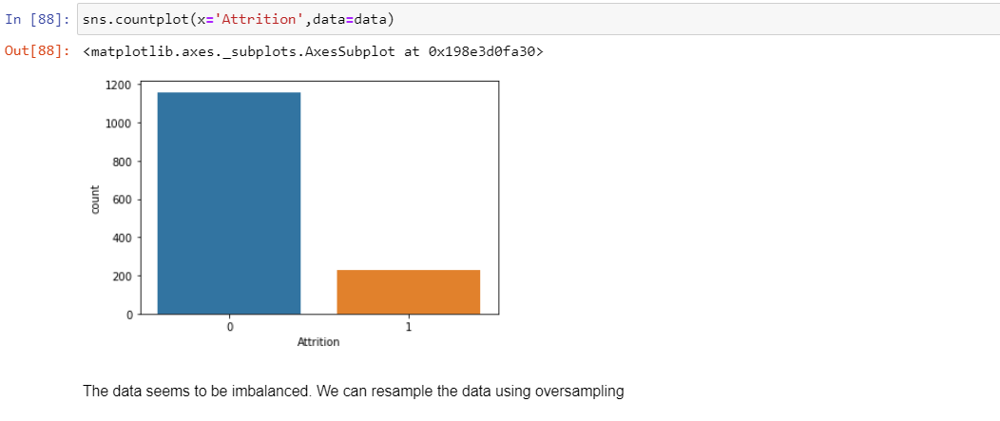 In [88]: sns.countplot(x='Attrition',data=data)
Out[88]: <matplotlib.axes._subplots.AxesSubplot at 0x198e3d0fa30>
1200
1000
800
600
400
200
0
count
0 1
Attrition
The data seems to be imbalanced. We can resample the data using oversampling